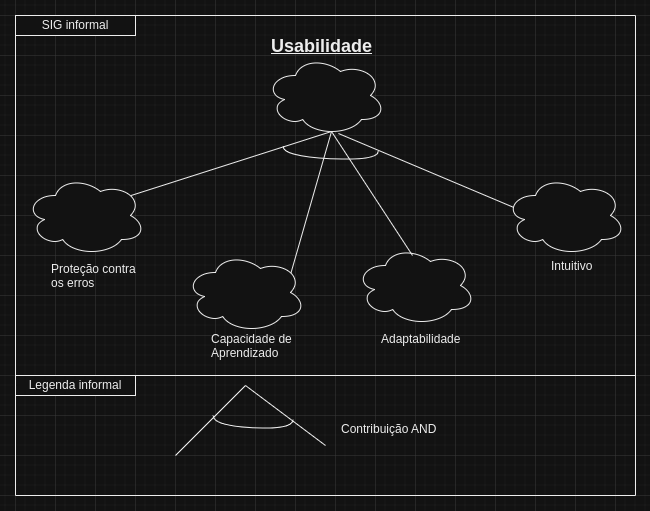 SIG informal
Usabilidade
Proteção contra
os erros
Intuitivo
Capacidade de
Aprendizado
Adaptabilidade
Legenda informal
Contribuição AND